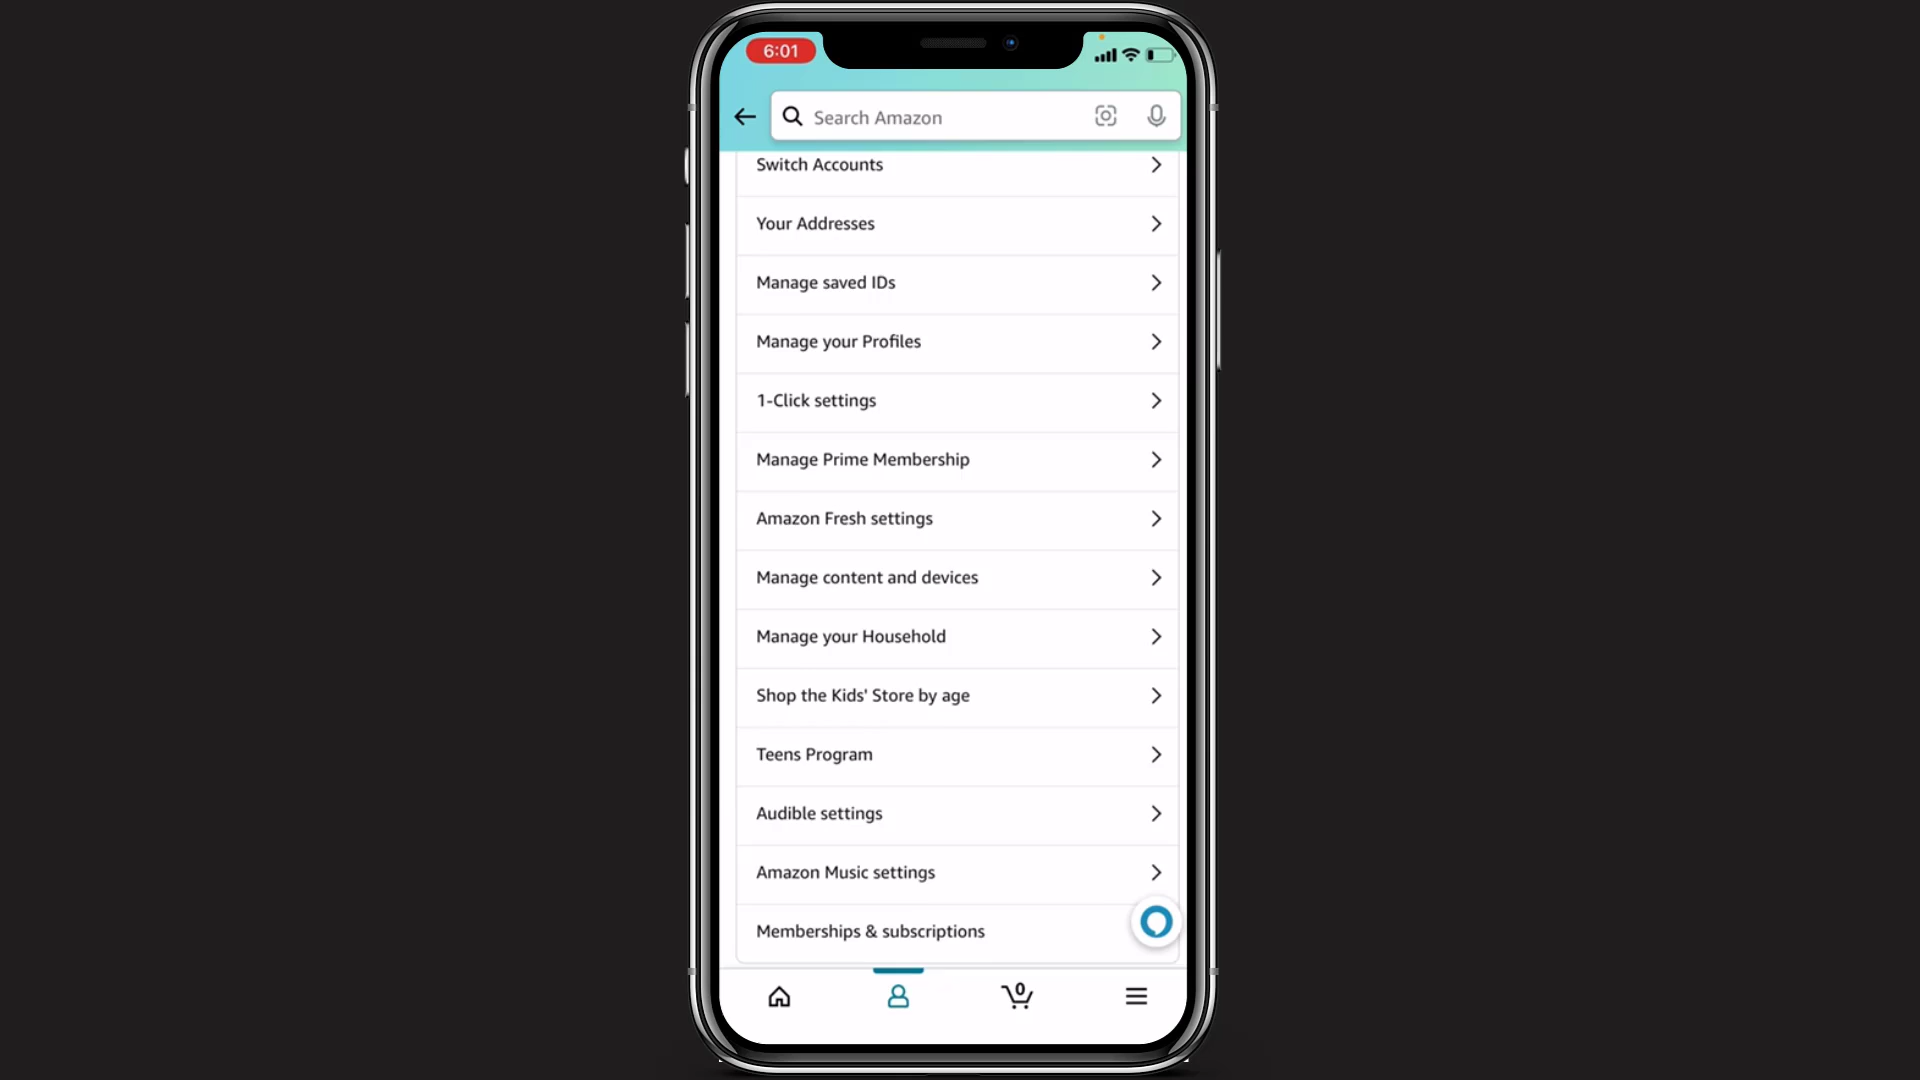 6:01
Search Amazon
Switch Accounts
Your Addresses
Manage saved IDs
Manage your Profiles
1-Click settings
Manage Prime Membership
Amazon Fresh settings
Manage content and devices
Manage your Household
Shop the Kids' Store by age
Teens Program
Audible settings
Amazon Music settings
Memberships & subscriptions
0